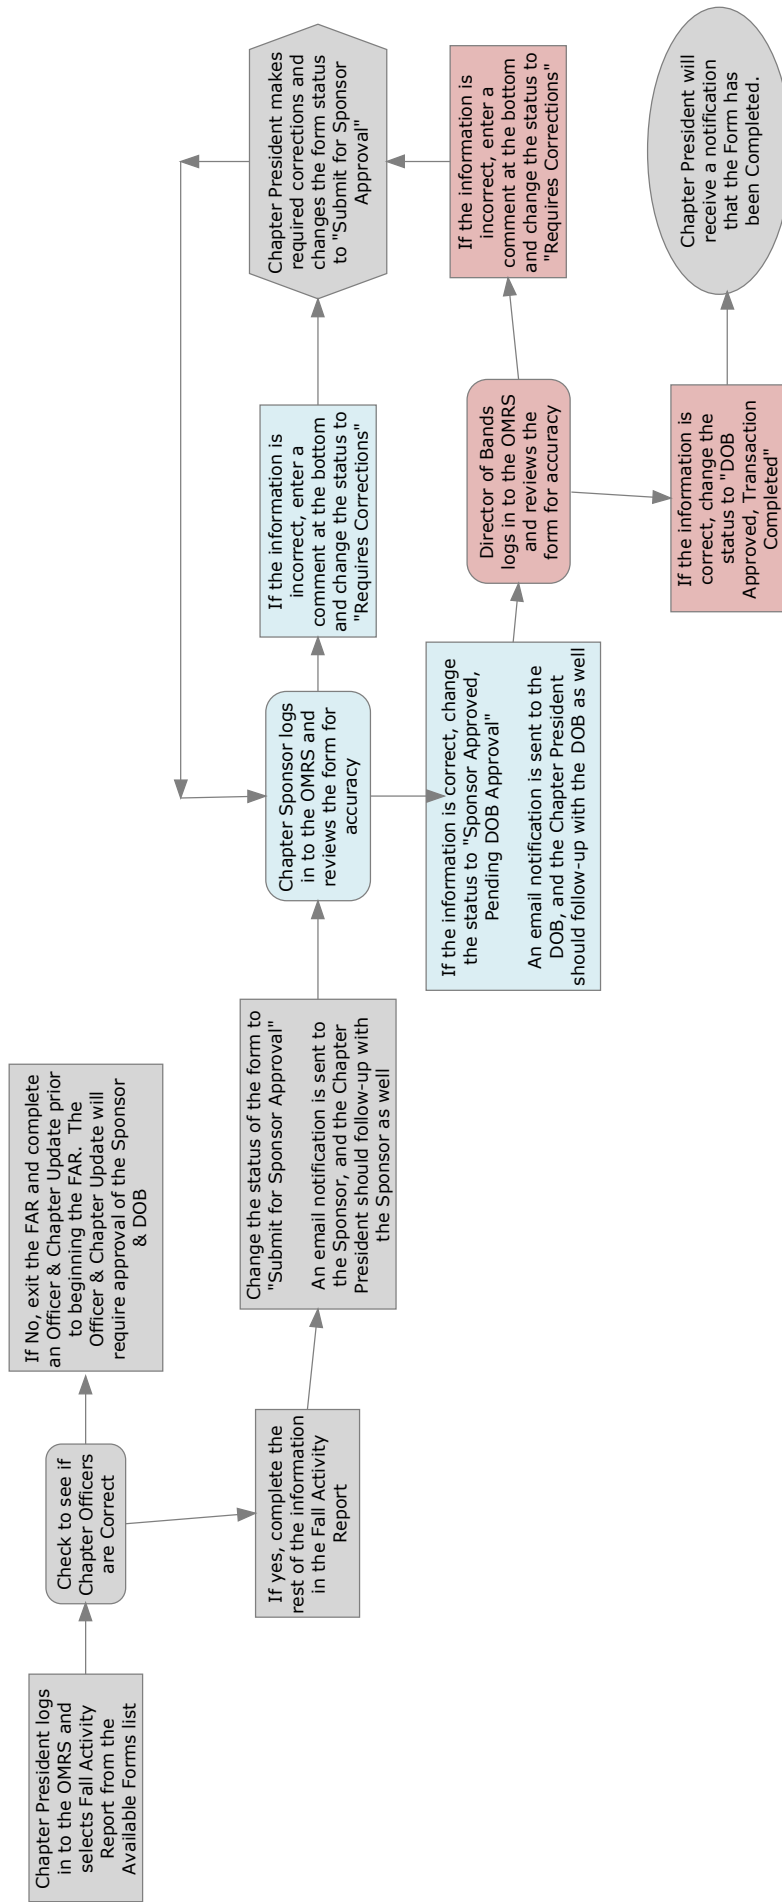 Chapter President logs
in to the OMRS and
selects Fall Activity
Report from the
Available Forms list
Check to see if
Chapter Officers
are Correct
If No, exit the FAR and complete
an Officer & Chapter Update prior
to beginning the FAR.  The
Officer & Chapter Update will
require approval of the Sponsor
& DOB
If yes, complete the
rest of the information
in the Fall Activity
Report
Change the status of the form to
"Submit for Sponsor Approval"
An email notification is sent to
the Sponsor, and the Chapter
President should follow-up with
the Sponsor as well
Chapter Sponsor logs
in to the OMRS and
reviews the form for
accuracy
If the information is
incorrect, enter a
comment at the bottom
and change the status to
"Requires Corrections"
Chapter President makes
required corrections and
changes the form status
to "Submit for Sponsor
Approval"
If the information is correct, change
the status to "Sponsor Approved,
Pending DOB Approval"
An email notification is sent to the
DOB, and the Chapter President
should follow-up with the DOB as well
Director of Bands
logs in to the OMRS
and reviews the
form for accuracy
If the information is
incorrect, enter a
comment at the bottom
and change the status to
"Requires Corrections"
If the information is
correct, change the
status to "DOB
Approved, Transaction
Completed"
Chapter President will
receive a notification
that the Form has
been Completed.